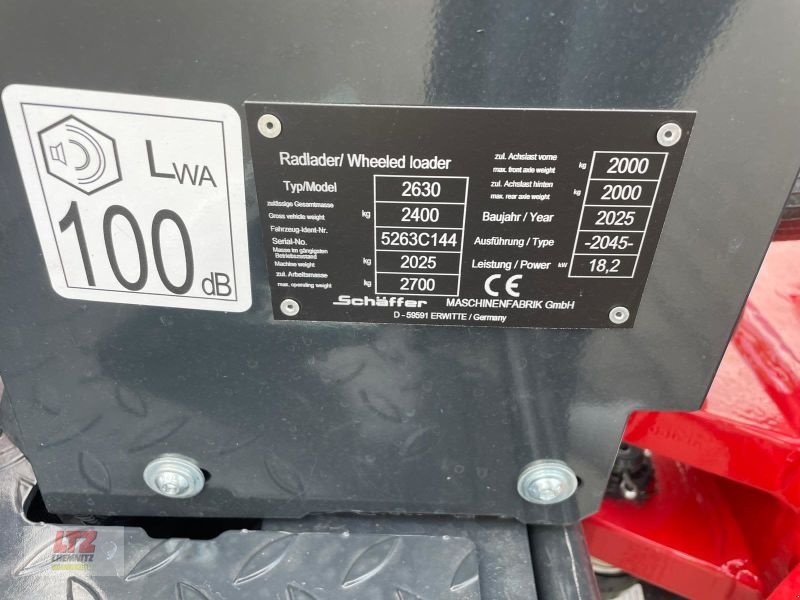 LWA
100 dB
Radlader/ Wheeled loader
Typ/Model 2630
zulässige Gesamtmasse
Gross vehicle weight kg 2400
Fahrzeug-Ident-Nr.
Serial-No. 5263C144
Masse im gängigsten
Betriebszustand
Machine weight kg 2025
zul. Arbeitsmasse
max. operating weight kg 2700
zul. Achslast vorne
max. front axle weight kg 2000
zul. Achslast hinten
max. rear axle weight kg 2000
Baujahr / Year 2025
Ausführung / Type -2045-
Leistung / Power kW 18,2
CE
Schäffer MASCHINENFABRIK GmbH
D - 59591 ERWITTE / Germany
LTZ
CHEMNITZ